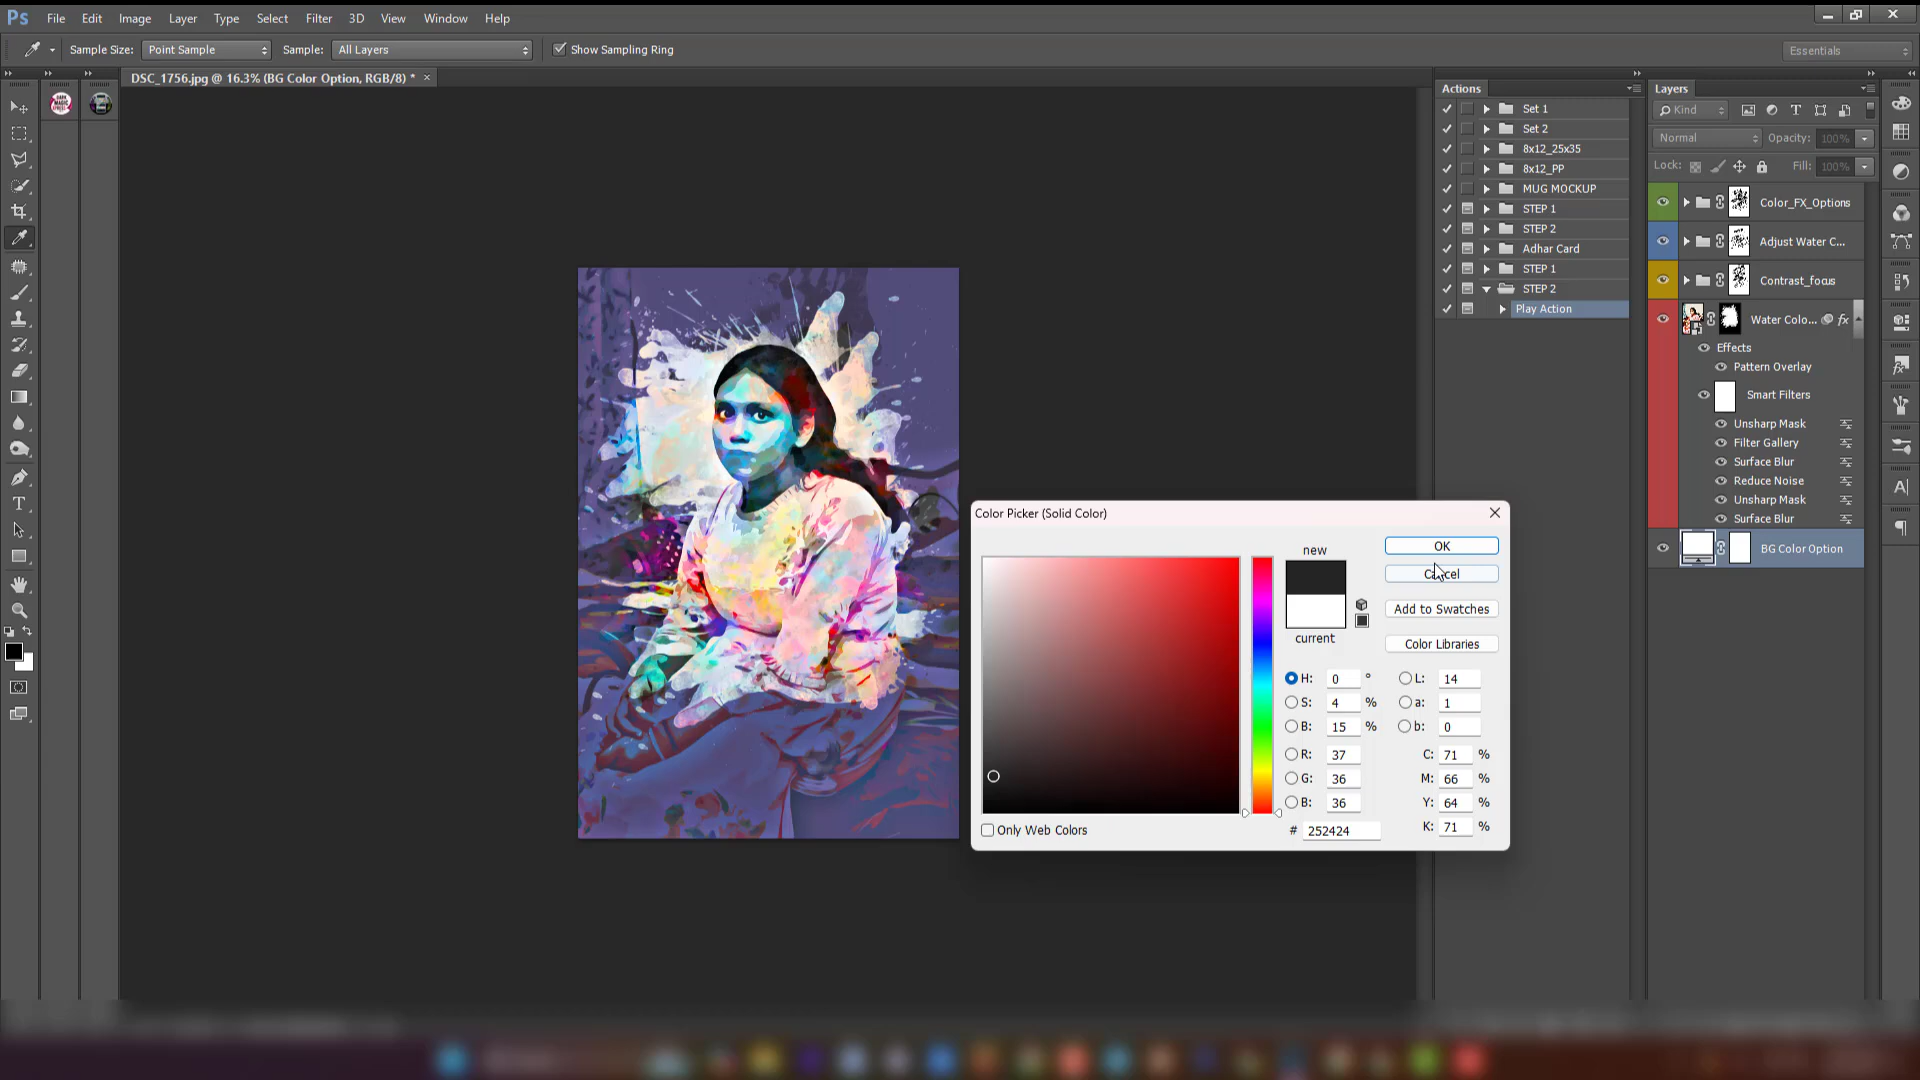 Ps File Edit Image Layer Type Select Filter 3D View Window Help
Sample Size: Point Sample Sample: All Layers Show Sampling Ring Essentials
DSC_1756.jpg @ 16.3% (BG Color Option, RGB/8) * ×
Actions
Set 1
Set 2
8x12_25x35
8x12_PP
MUG MOCKUP
STEP 1
STEP 2
Adhar Card
STEP 1
STEP 2
Play Action
Layers
Kind
Normal Opacity: 100%
Lock: Fill: 100%
Color_FX_Options
Adjust Water C...
Contrast_focus
Water Colo... fx
Effects
Pattern Overlay
Smart Filters
Unsharp Mask
Filter Gallery
Surface Blur
Reduce Noise
Unsharp Mask
Surface Blur
BG Color Option
Color Picker (Solid Color)
new
current
OK
Cancel
Add to Swatches
Color Libraries
H: 0 ° L: 14
S: 4 % a: 1
B: 15 % b: 0
R: 37 C: 71 %
G: 36 M: 66 %
B: 36 Y: 64 %
# 252424 K: 71 %
Only Web Colors